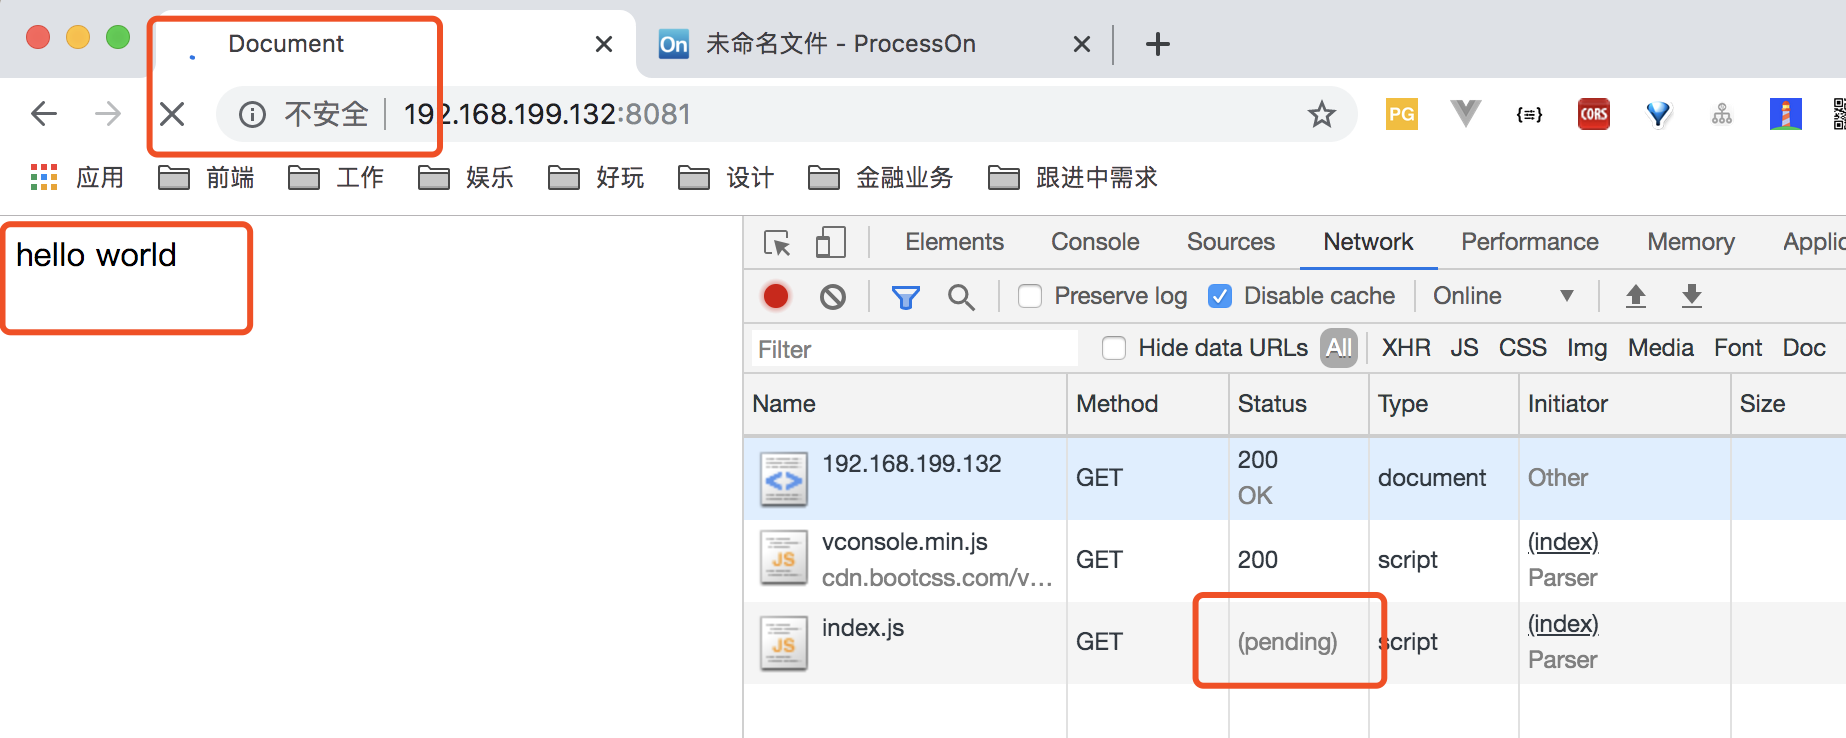 Document
On 未命名文件 - ProcessOn
不安全 192.168.199.132:8081
PG
CORS
应用 前端 工作 娱乐 好玩 设计 金融业务 跟进中需求
hello world
Elements Console Sources Network Performance Memory Applic
Preserve log Disable cache Online
Filter Hide data URLs All XHR JS CSS Img Media Font Doc
Name Method Status Type Initiator Size
192.168.199.132 GET 200 OK document Other
JS vconsole.min.js cdn.bootcss.com/v... GET 200 script (index) Parser
JS index.js GET (pending) script (index) Parser